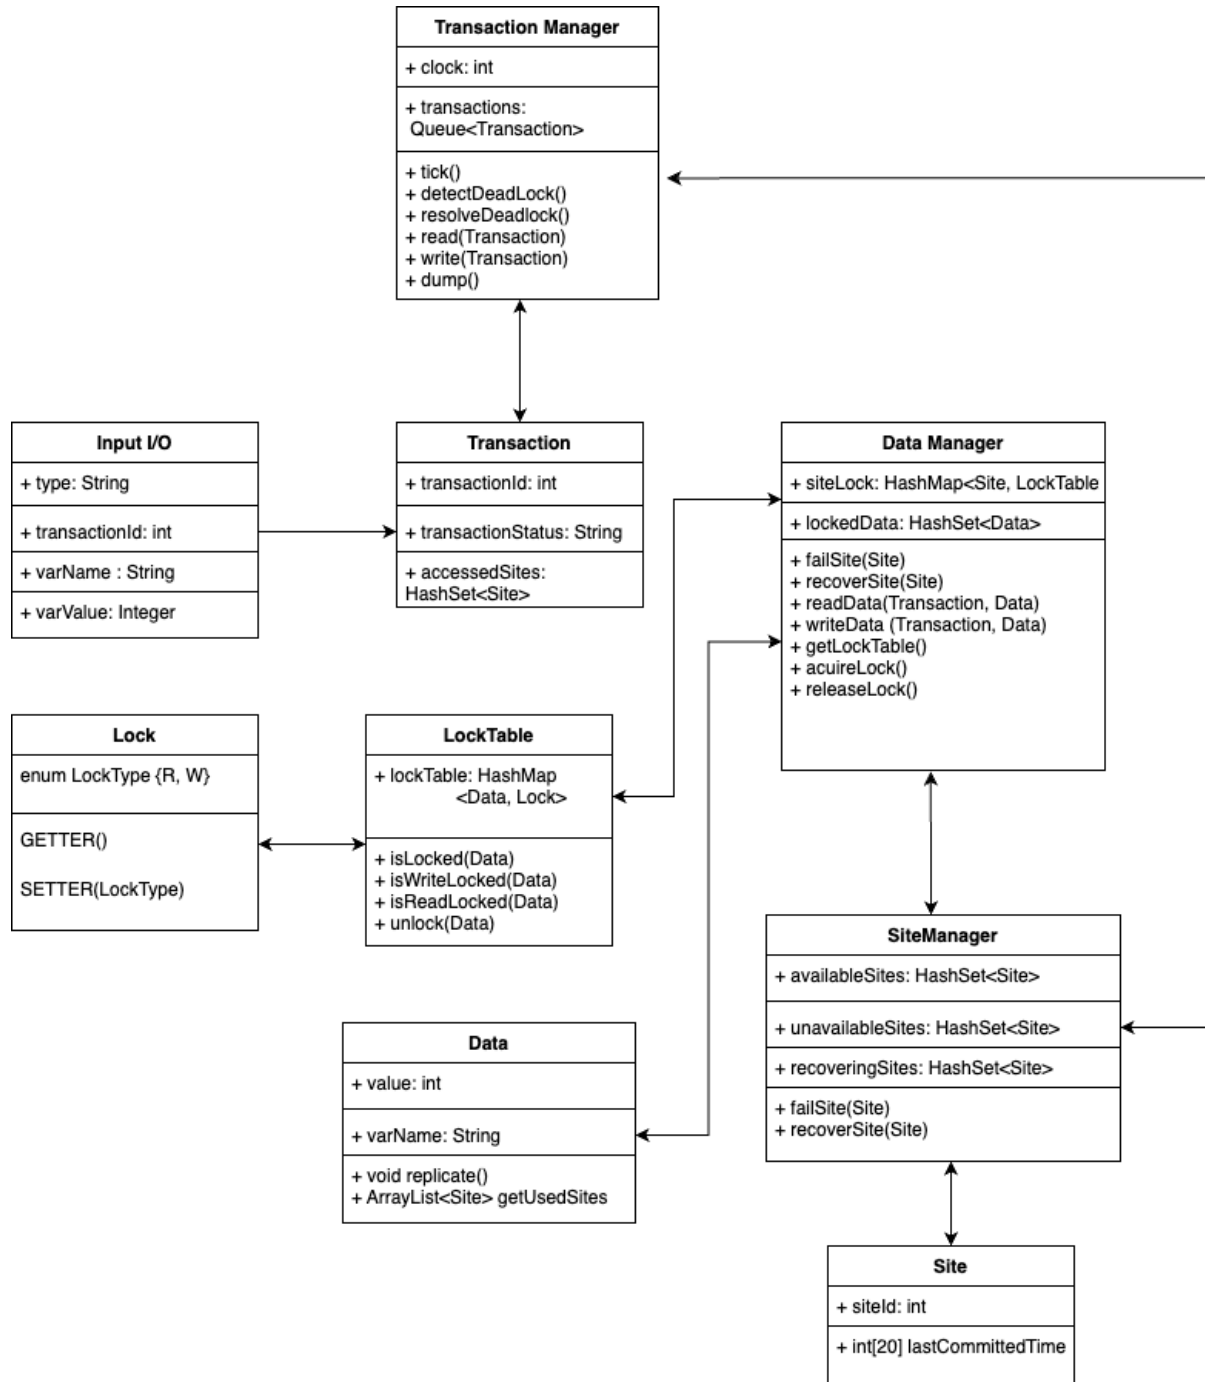 Transaction Manager
+ clock: int
+ transactions:
Queue<Transaction>
+ tick()
+ detectDeadLock()
+ resolveDeadlock()
+ read(Transaction)
+ write(Transaction)
+ dump()
Input I/O
+ type: String
+ transactionId: int
+ varName : String
+ varValue: Integer
Transaction
+ transactionId: int
+ transactionStatus: String
+ accessedSites:
HashSet<Site>
Data Manager
+ siteLock: HashMap<Site, LockTable
+ lockedData: HashSet<Data>
+ failSite(Site)
+ recoverSite(Site)
+ readData(Transaction, Data)
+ writeData (Transaction, Data)
+ getLockTable()
+ acuireLock()
+ releaseLock()
Lock
enum LockType {R, W}
GETTER()
SETTER(LockType)
LockTable
+ lockTable: HashMap
<Data, Lock>
+ isLocked(Data)
+ isWriteLocked(Data)
+ isReadLocked(Data)
+ unlock(Data)
SiteManager
+ availableSites: HashSet<Site>
+ unavailableSites: HashSet<Site>
+ recoveringSites: HashSet<Site>
+ failSite(Site)
+ recoverSite(Site)
Data
+ value: int
+ varName: String
+ void replicate()
+ ArrayList<Site> getUsedSites
Site
+ siteId: int
+ int[20] lastCommittedTime